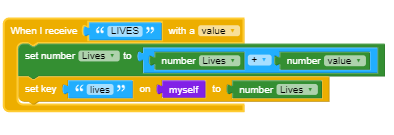 When I receive “ LIVES ” with a value
set number Lives to number Lives + number value
set key “ lives ” on myself to number Lives